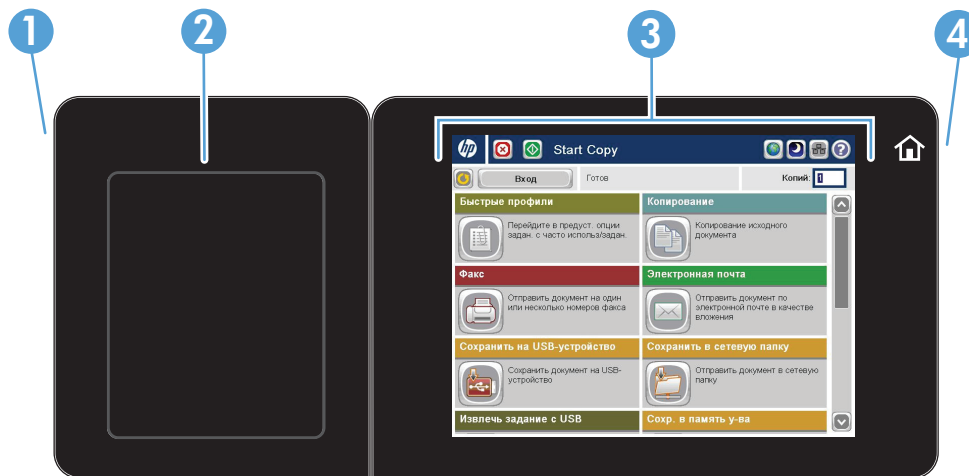 1
2
3
4
hp
Start Copy
?
Вход
Готов
Копий: 1
Быстрые профили
Перейдите в предуст. опции
задан. с часто использ/задан.
Копирование
Копирование исходного
документа
Факс
Отправить документ на один
или несколько номеров факса
Электронная почта
Отправить документ по
электронной почте в качестве
вложения
Сохранить на USB-устройство
Сохранить документ на USB-
устройство
Сохранить в сетевую папку
Отправить документ в сетевую
папку
Извлечь задание с USB
Сохр. в память у-ва